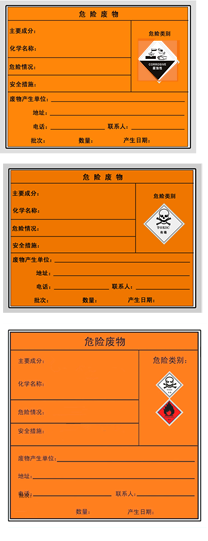 危险废物
主要成分:
危险类别
化学名称:
危险情况:
CORROSIVE
腐蚀性
安全措施:
废物产生单位:
地址:
电话: 联系人:
批次: 数量: 产生日期:
危险废物
主要成分:
危险类别
化学名称:
危险情况:
TOXIC
有毒
安全措施:
废物产生单位:
地址:
电话: 联系人:
批次: 数量: 产生日期:
危险废物
主要成分:
危险类别:
化学名称:
危险情况:
安全措施:
废物产生单位:
地址:
联系人:
数量: 产生日期: